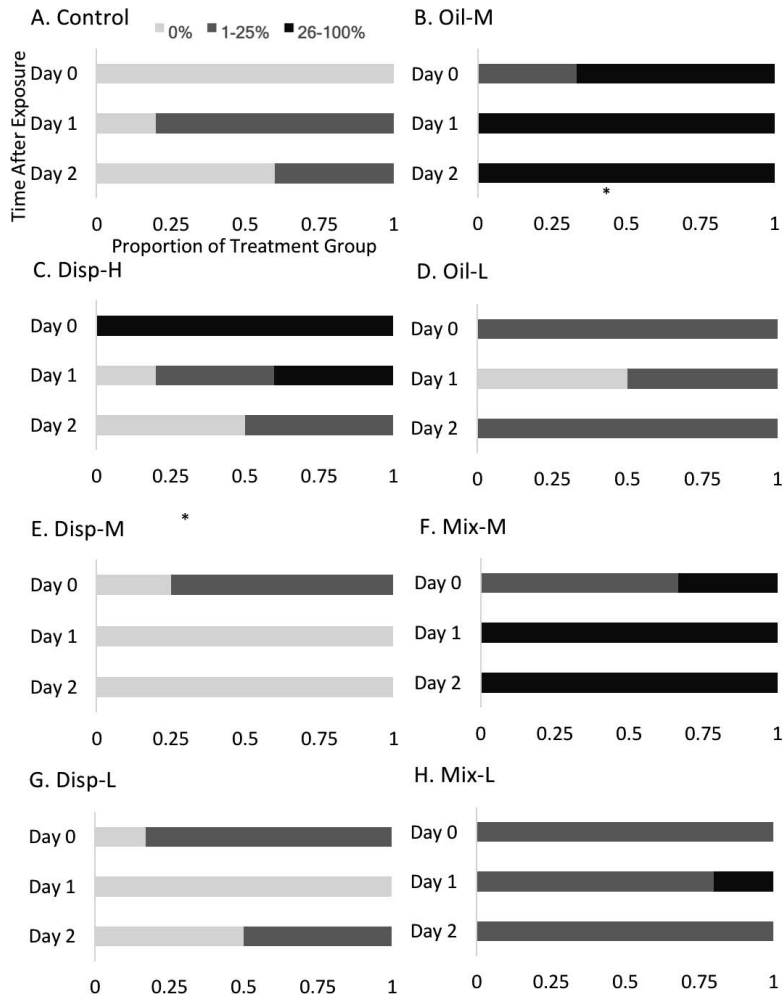 A. Control
0% 1-25% 26-100%
Time After Exposure
Day 0
Day 1
Day 2
0 0.25 0.5 0.75 1
Proportion of Treatment Group
B. Oil-M
Day 0
Day 1
Day 2
*
0 0.25 0.5 0.75 1
C. Disp-H
Day 0
Day 1
Day 2
0 0.25 0.5 0.75 1
*
D. Oil-L
Day 0
Day 1
Day 2
0 0.25 0.5 0.75 1
E. Disp-M
Day 0
Day 1
Day 2
0 0.25 0.5 0.75 1
F. Mix-M
Day 0
Day 1
Day 2
0 0.25 0.5 0.75 1
G. Disp-L
Day 0
Day 1
Day 2
0 0.25 0.5 0.75 1
H. Mix-L
Day 0
Day 1
Day 2
0 0.25 0.5 0.75 1